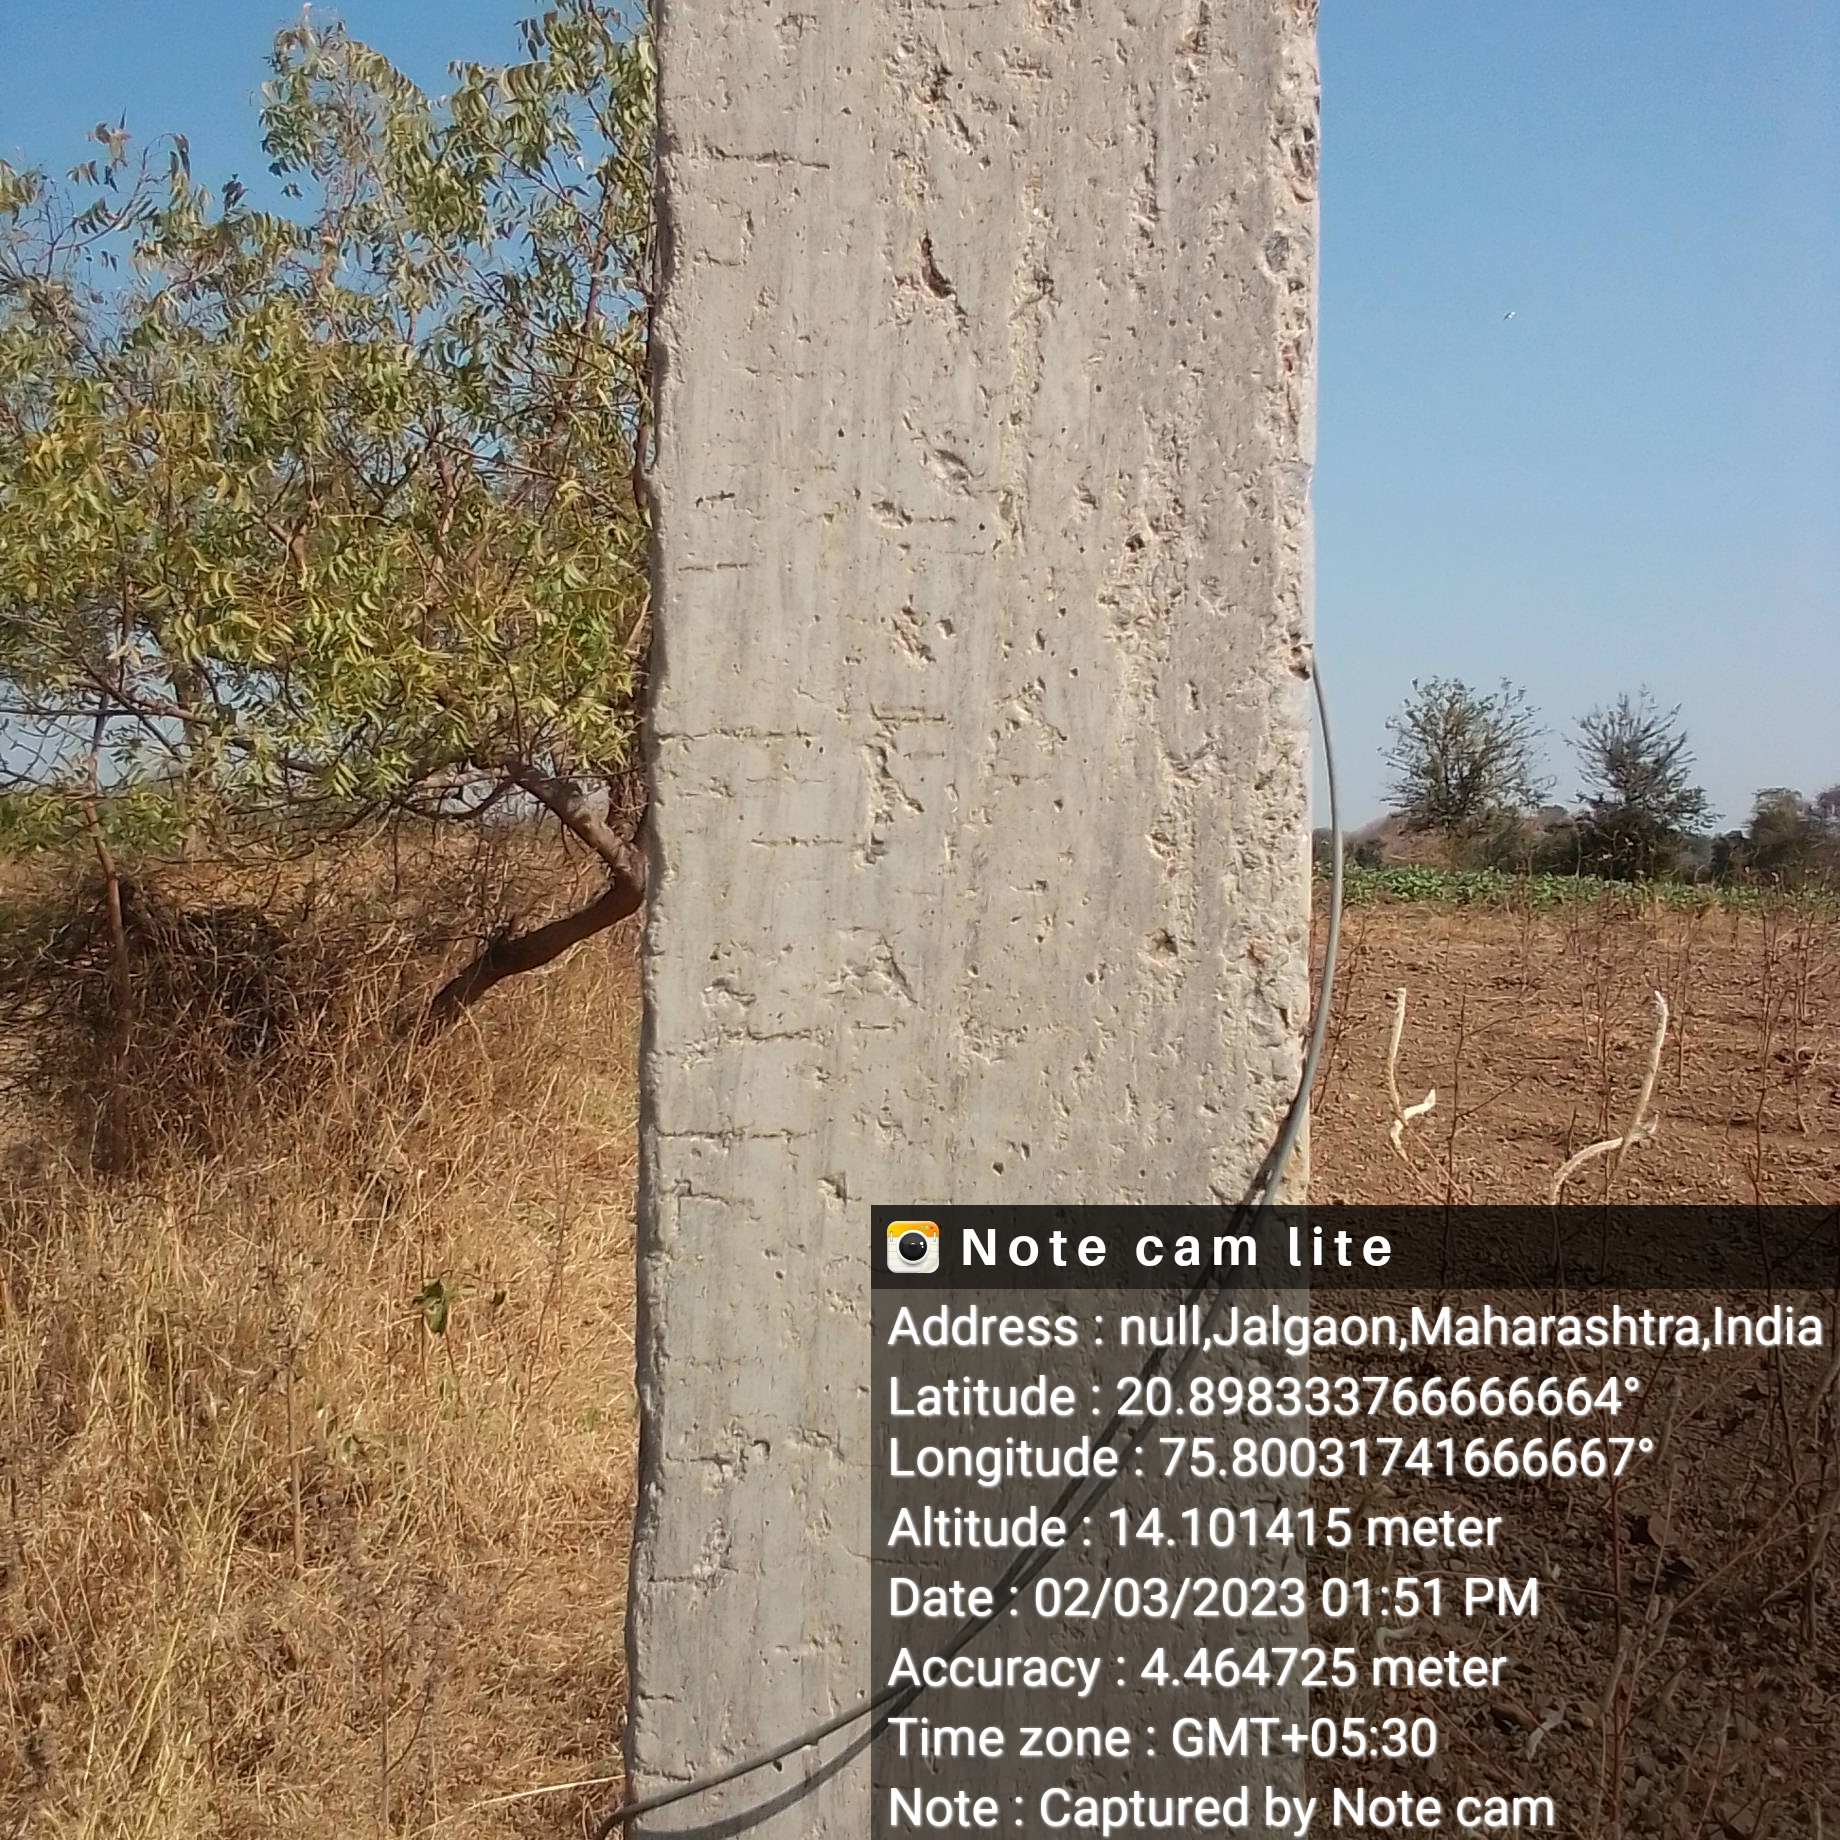 Note cam lite
Address : null,Jalgaon,Maharashtra,India
Latitude : 20.898333766666664°
Longitude : 75.80031741666667°
Altitude : 14.101415 meter
Date : 02/03/2023 01:51 PM
Accuracy : 4.464725 meter
Time zone : GMT+05:30
Note : Captured by Note cam